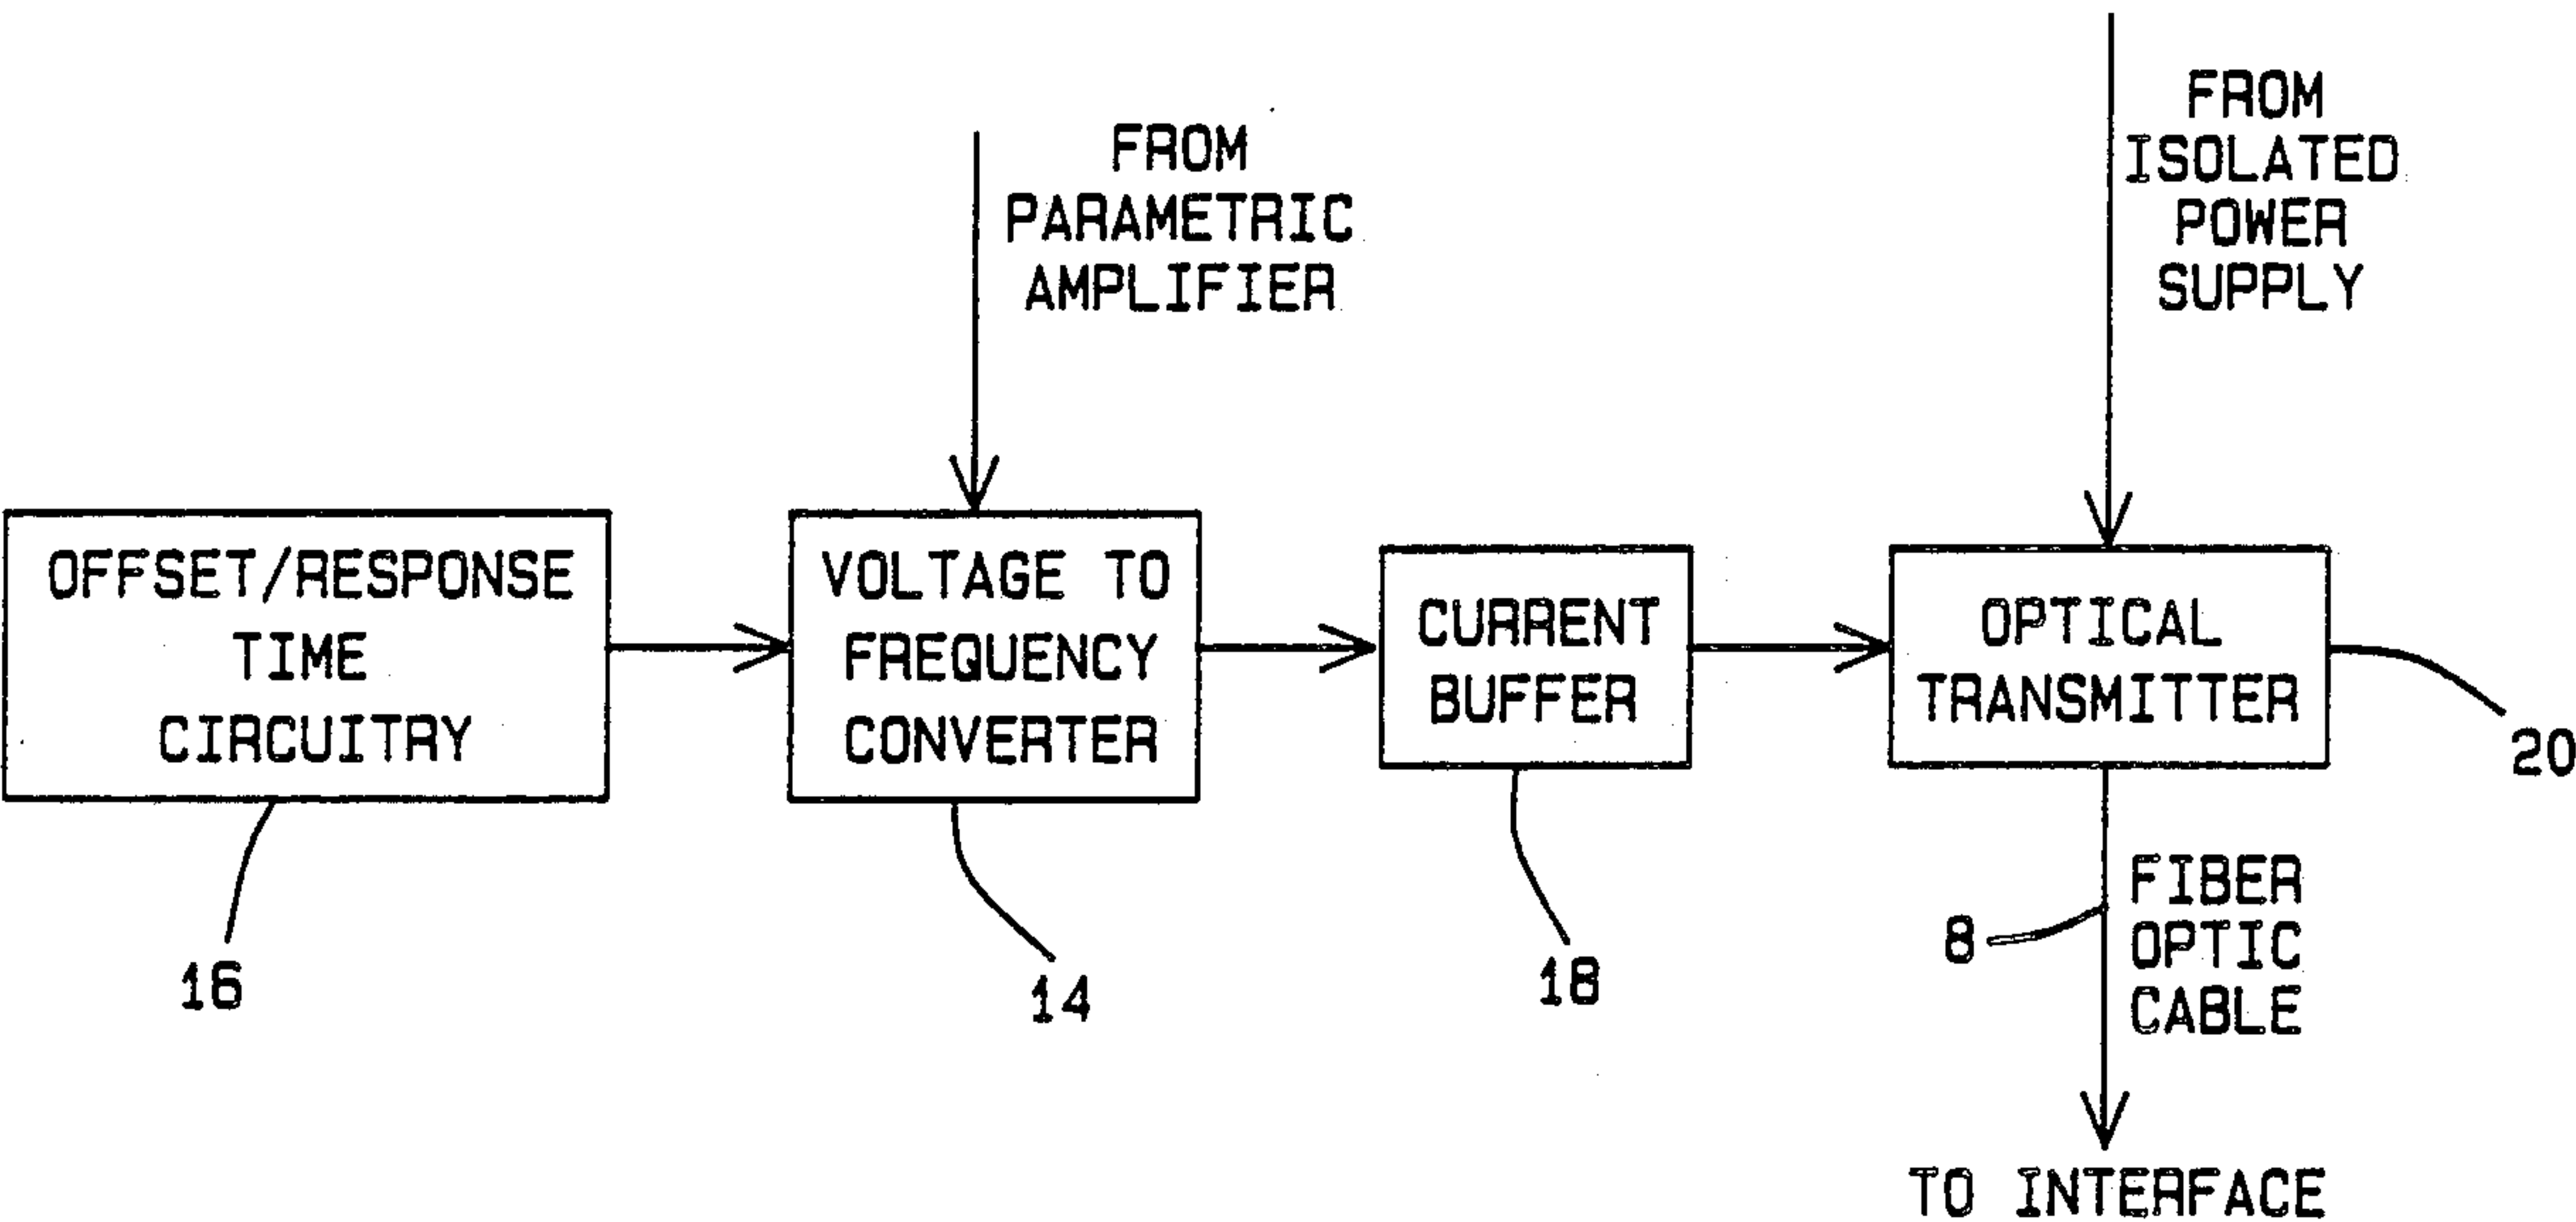 FROM
PARAMETRIC
AMPLIFIER
FROM
ISOLATED
POWER
SUPPLY
OFFSET/RESPONSE
TIME
CIRCUITRY
16
VOLTAGE TO
FREQUENCY
CONVERTER
14
CURRENT
BUFFER
18
OPTICAL
TRANSMITTER
20
8
FIBER
OPTIC
CABLE
TO INTERFACE